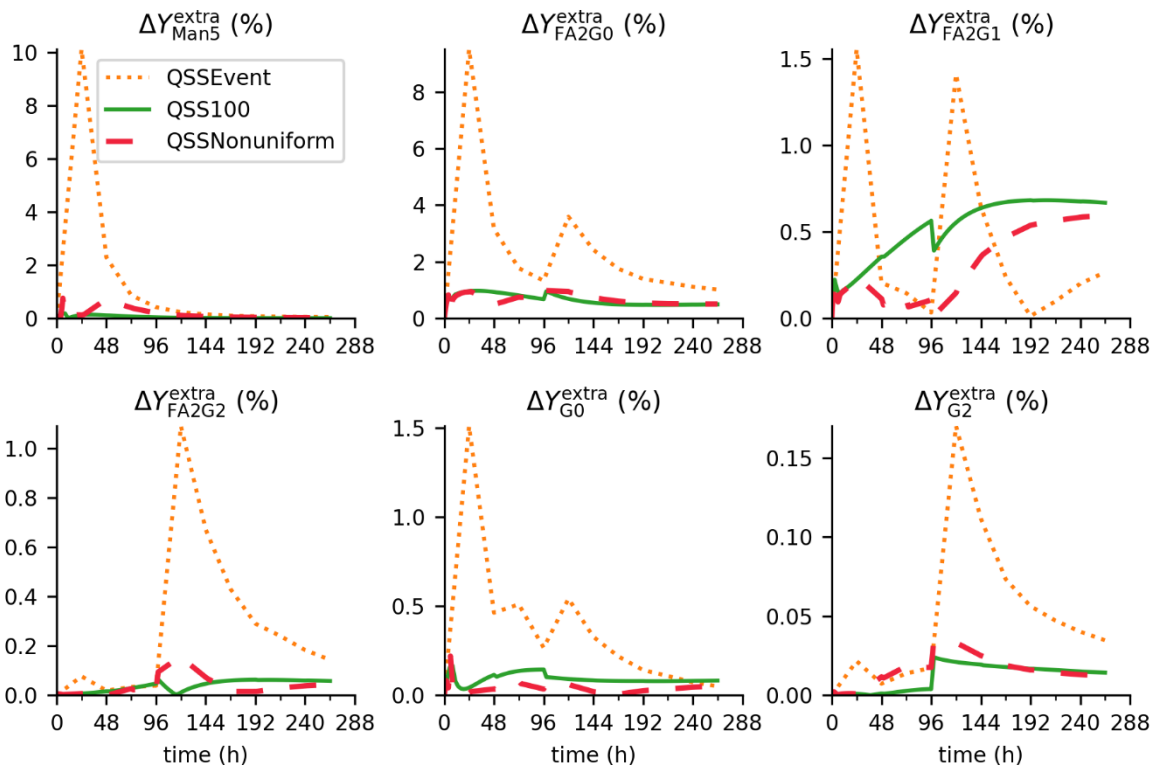 ΔY^extra_Man5 (%)
10
8
6
4
2
0
QSSEvent
QSS100
QSSNonuniform
0 48 96 144 192 240 288
ΔY^extra_FA2G0 (%)
8
6
4
2
0
0 48 96 144 192 240 288
ΔY^extra_FA2G1 (%)
1.5
1.0
0.5
0.0
0 48 96 144 192 240 288
ΔY^extra_FA2G2 (%)
1.0
0.8
0.6
0.4
0.2
0.0
0 48 96 144 192 240 288
time (h)
ΔY^extra_G0 (%)
1.5
1.0
0.5
0.0
0 48 96 144 192 240 288
time (h)
ΔY^extra_G2 (%)
0.15
0.10
0.05
0.00
0 48 96 144 192 240 288
time (h)